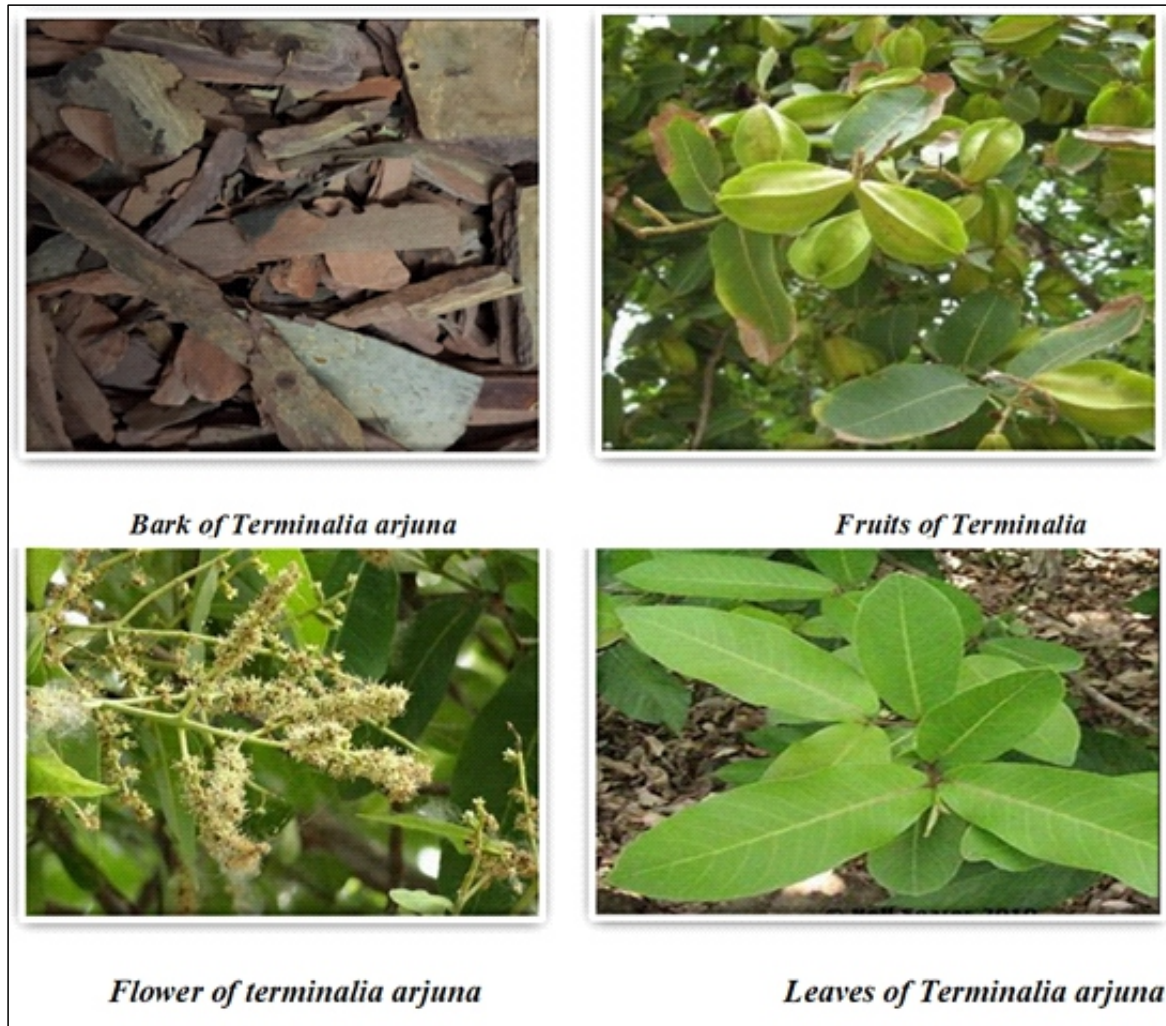 Bark of Terminalia arjuna
Fruits of Terminalia
Flower of terminalia arjuna
Leaves of Terminalia arjuna